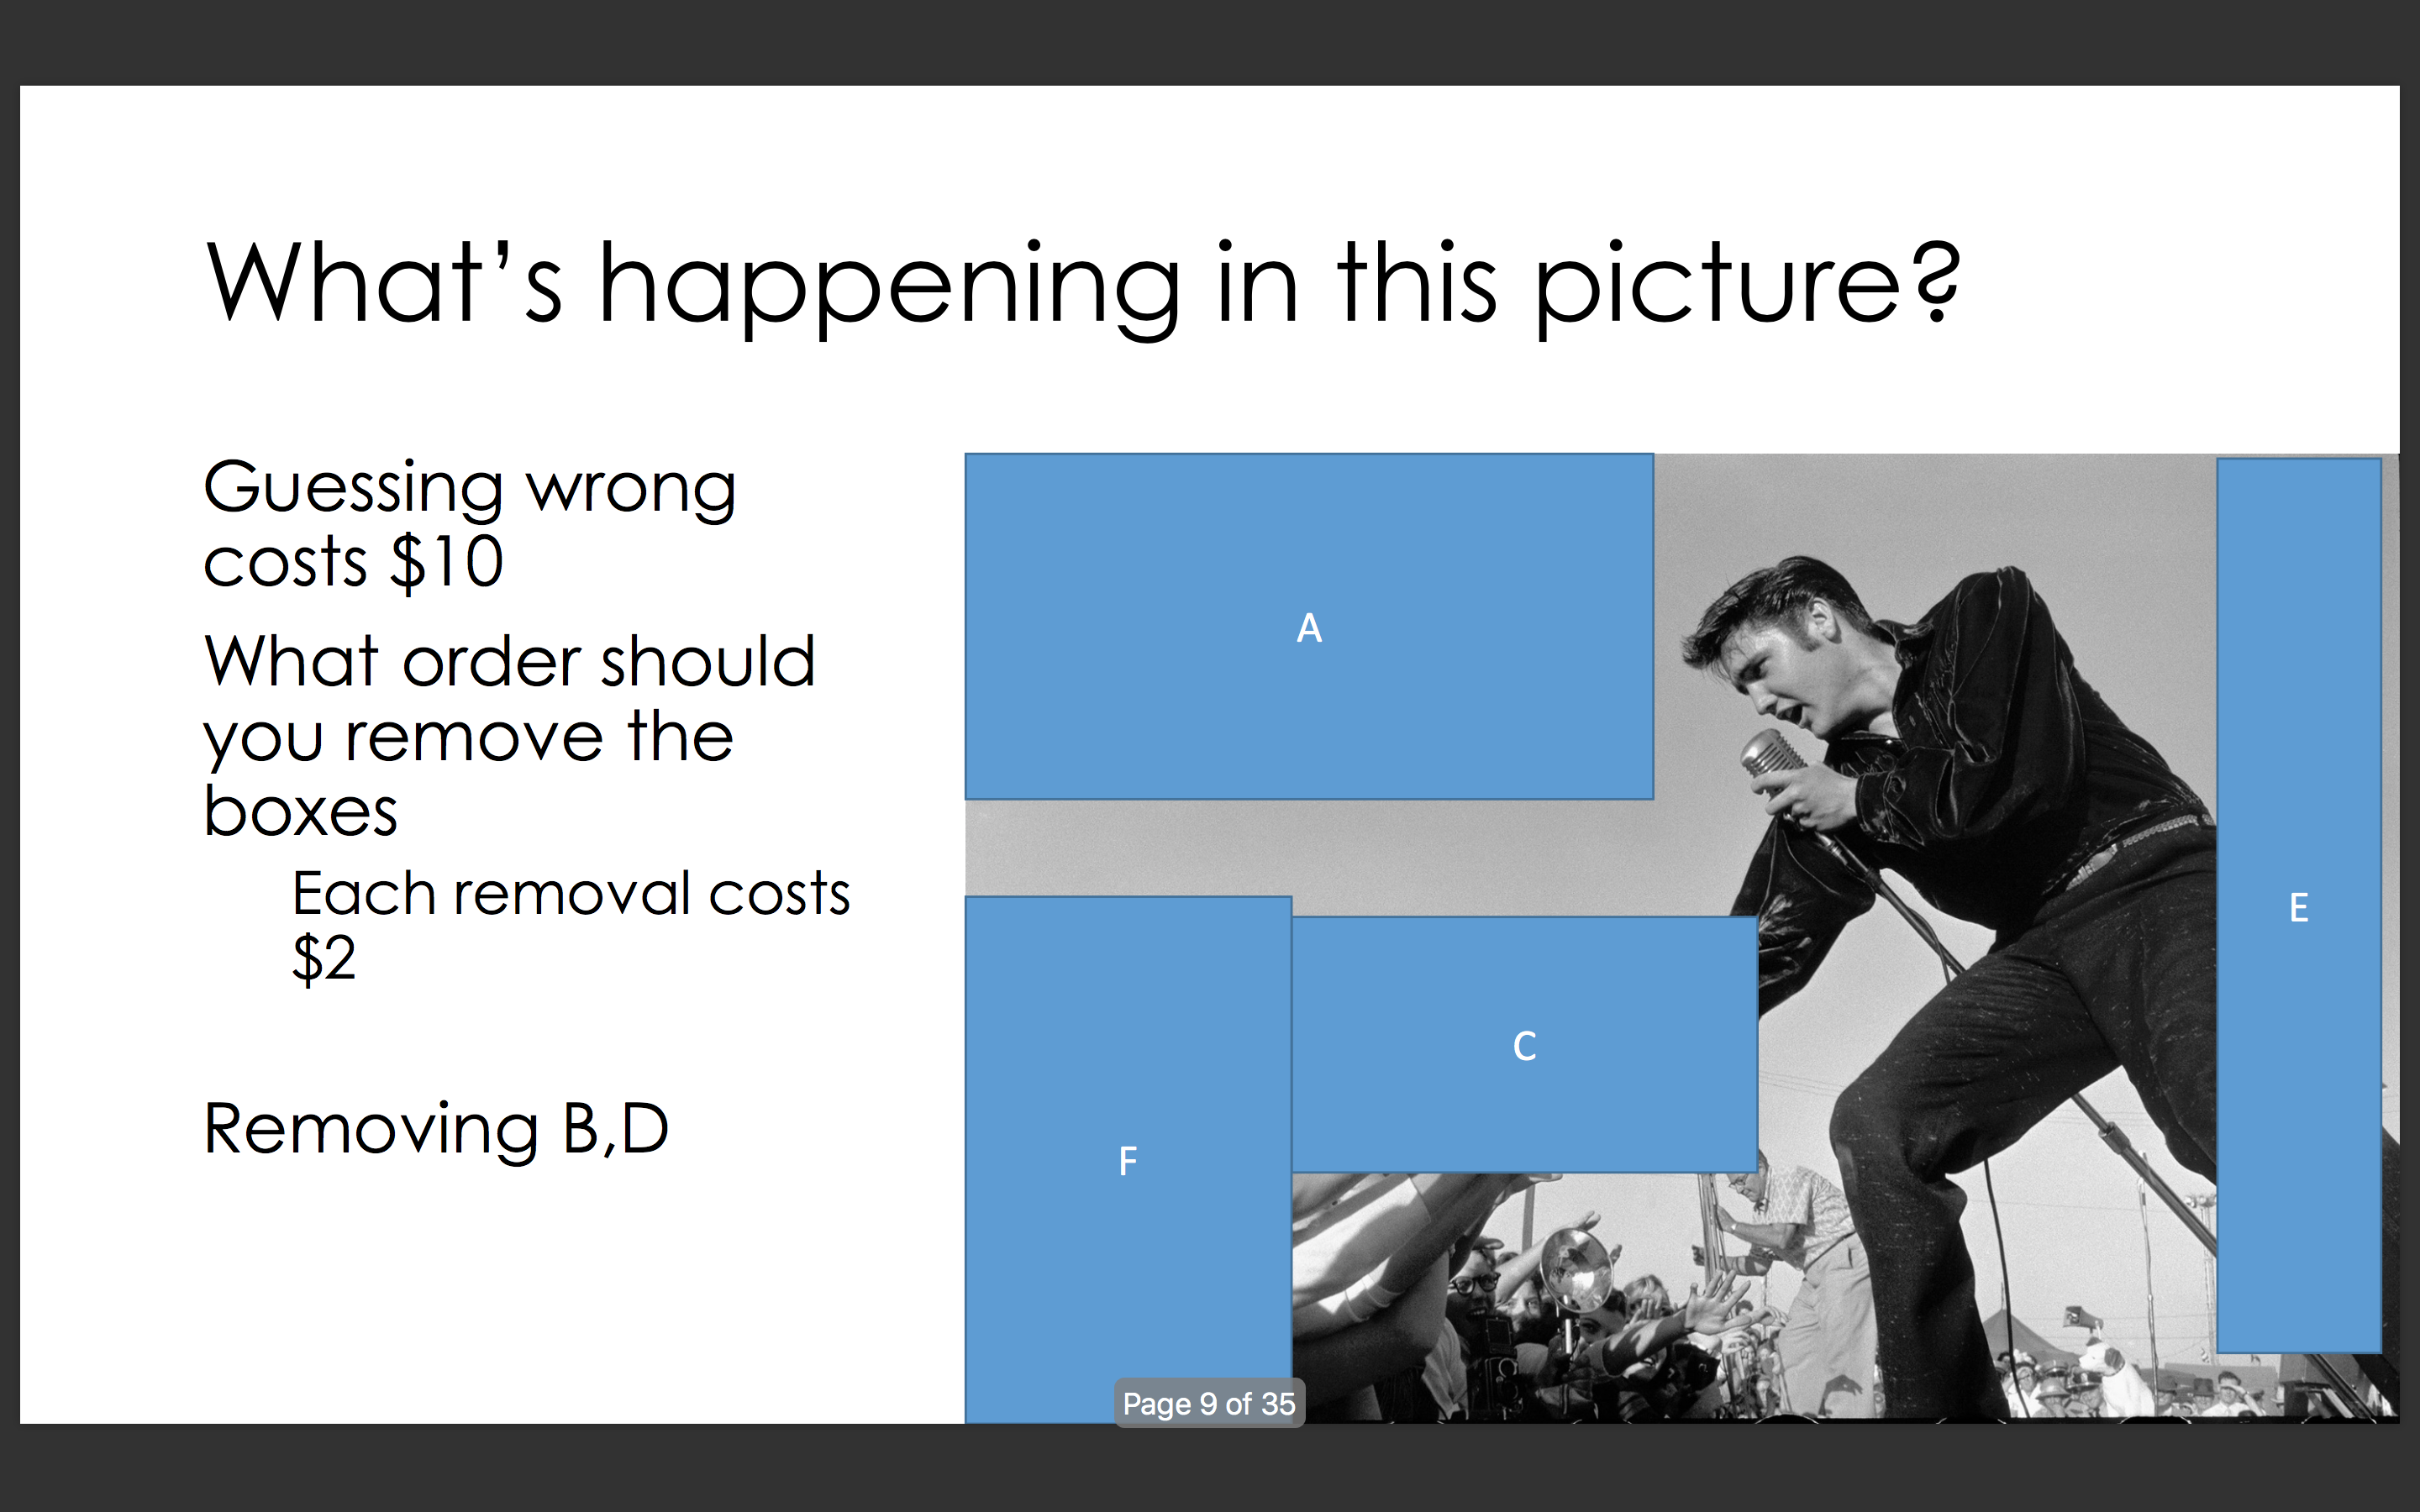 What’s happening in this picture?
Guessing wrong
costs $10
What order should
you remove the
boxes
Each removal costs
$2
Removing B,D
A
E
C
F
Page 9 of 35